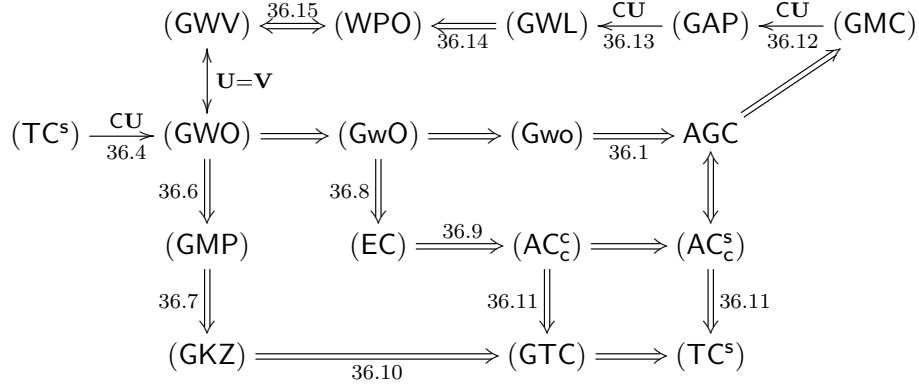 (GWV) 36.15 (WPO) 36.14 (GWL) CU 36.13 (GAP) CU 36.12 (GMC)
U=V
(TCˢ) CU 36.4 (GWO) (GwO) (Gwo) 36.1 AGC
36.6 36.8
(GMP) (EC) 36.9 (AC꜀ᶜ) (AC꜀ˢ)
36.7 36.11 36.11
(GKZ) 36.10 (GTC) (TCˢ)